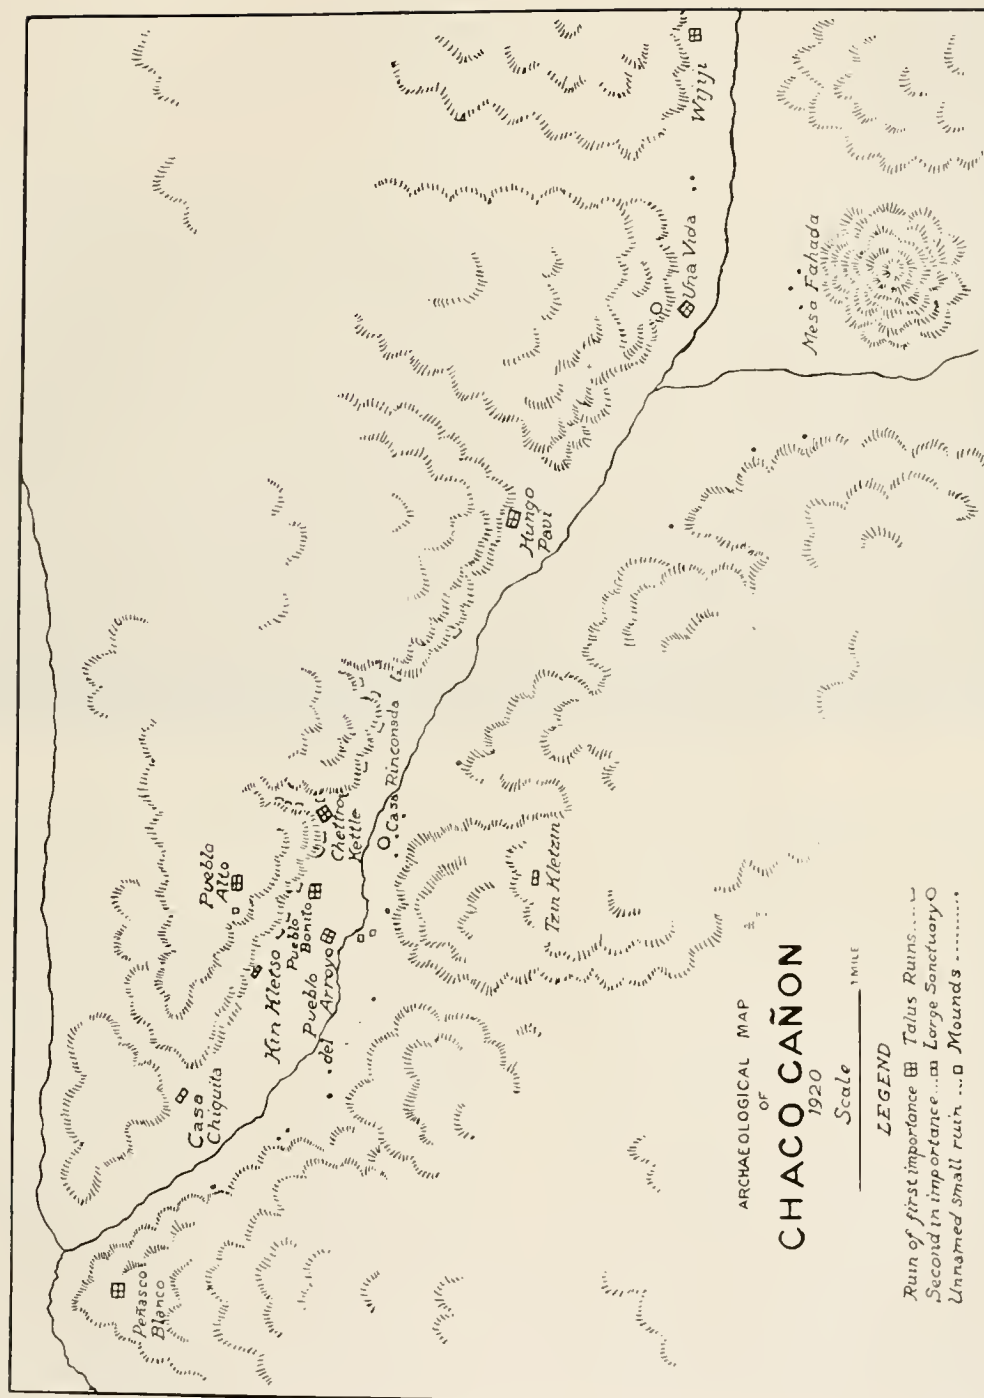 ARCHAEOLOGICAL MAP
OF
CHACO CAÑON
1920
Scale
1 MILE
LEGEND
Ruin of first importance
Talus Ruins....
Second in importance...
Large Sanctuary
Unnamed small ruin ...
Mounds ..........
Peñasco
Blanco
Casa
Chiquita
Kin Kletso
Pueblo
Alto
Pueblo
Bonito
Pueblo
del
Arroyo
Chettro
Kettle
Casa Rinconada
Tzin Kletzin
Hungo
Pavi
Una Vida
Mesa Fahada
Wijiji